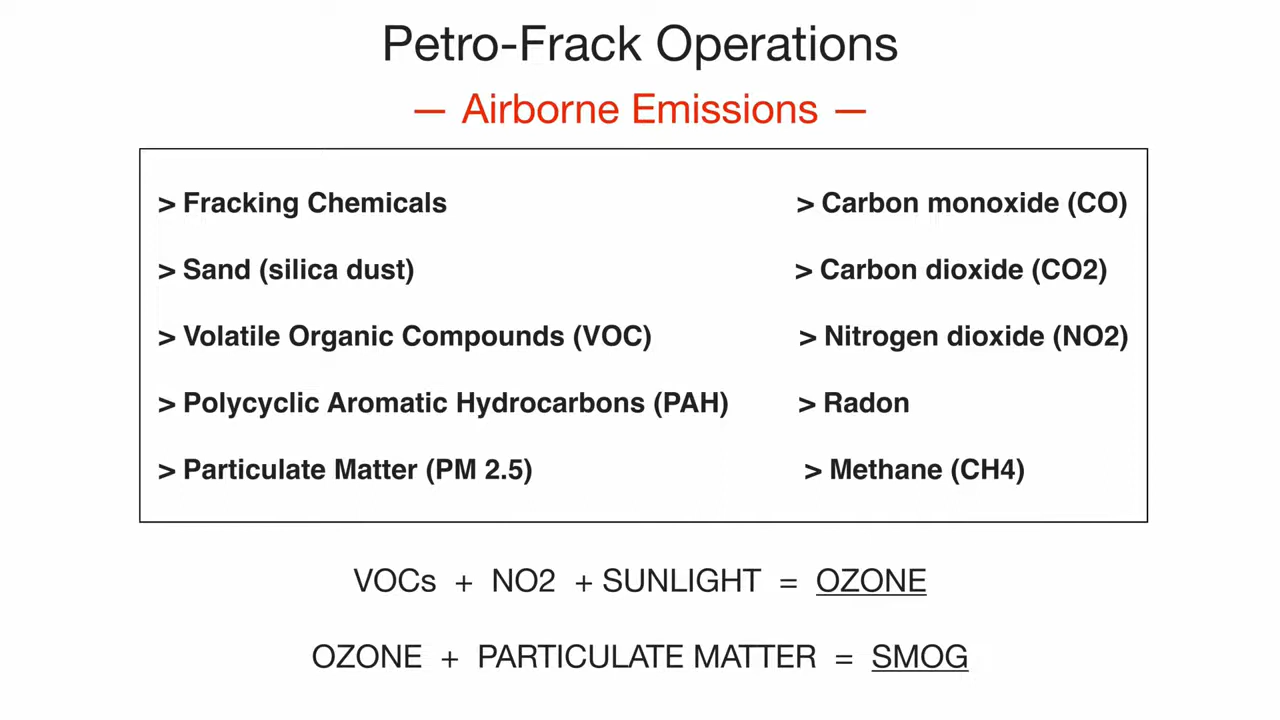 Petro-Frack Operations
— Airborne Emissions —
> Fracking Chemicals
> Sand (silica dust)
> Volatile Organic Compounds (VOC)
> Polycyclic Aromatic Hydrocarbons (PAH)
> Particulate Matter (PM 2.5)
> Carbon monoxide (CO)
> Carbon dioxide (CO2)
> Nitrogen dioxide (NO2)
> Radon
> Methane (CH4)
VOCs + NO2 + SUNLIGHT = OZONE
OZONE + PARTICULATE MATTER = SMOG